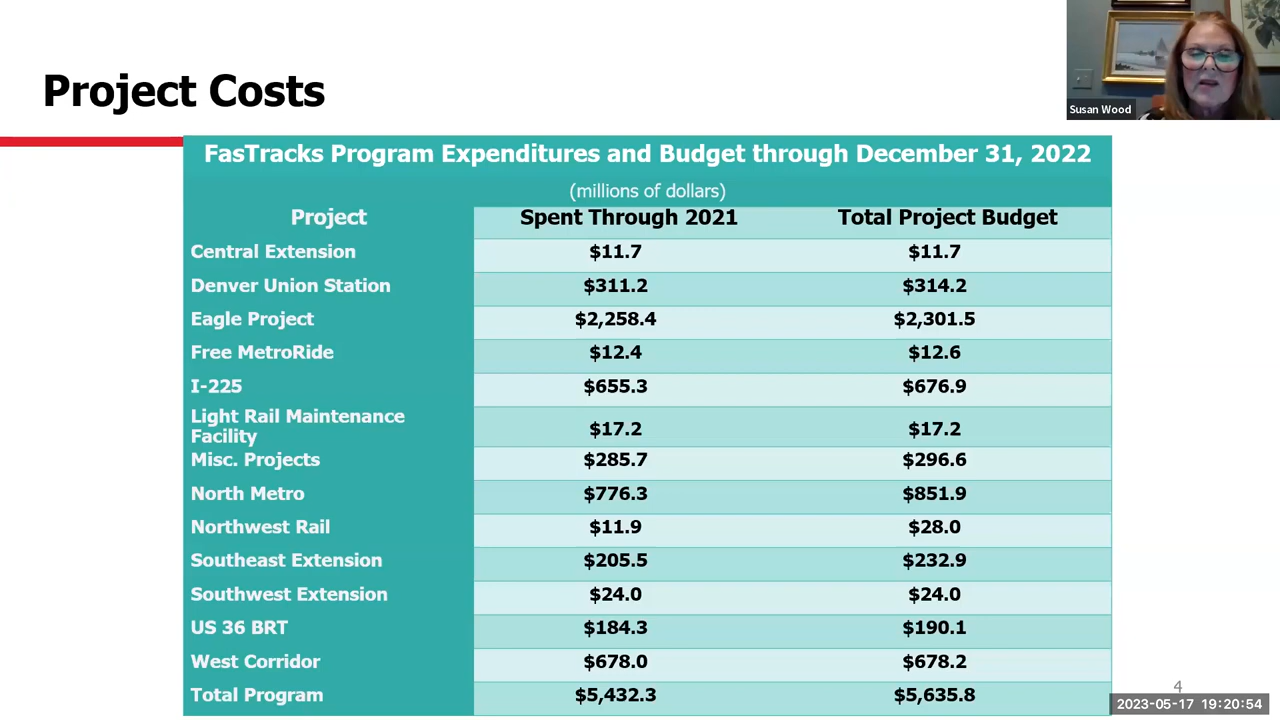 Project Costs
Susan Wood
FasTracks Program Expenditures and Budget through December 31, 2022
(millions of dollars)
Project Spent Through 2021 Total Project Budget
Central Extension $11.7 $11.7
Denver Union Station $311.2 $314.2
Eagle Project $2,258.4 $2,301.5
Free MetroRide $12.4 $12.6
I-225 $655.3 $676.9
Light Rail Maintenance
Facility $17.2 $17.2
Misc. Projects $285.7 $296.6
North Metro $776.3 $851.9
Northwest Rail $11.9 $28.0
Southeast Extension $205.5 $232.9
Southwest Extension $24.0 $24.0
US 36 BRT $184.3 $190.1
West Corridor $678.0 $678.2
Total Program $5,432.3 $5,635.8
4
2023-05-17 19:20:54